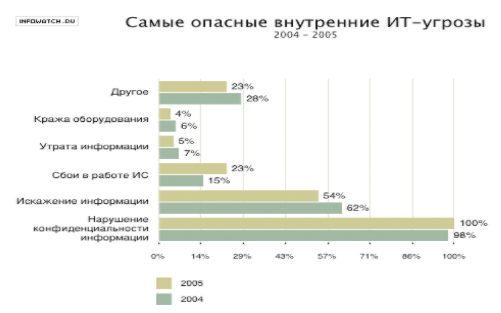 INFOWATCH.RU
Самые опасные внутренние ИТ-угрозы
2004 – 2005
Другое
23%
28%
Кража оборудования
4%
6%
Утрата информации
5%
7%
Сбои в работе ИС
23%
15%
Искажение информации
54%
62%
Нарушение
конфиденциальности
информации
100%
98%
0% 14% 29% 43% 57% 71% 86% 100%
2005
2004